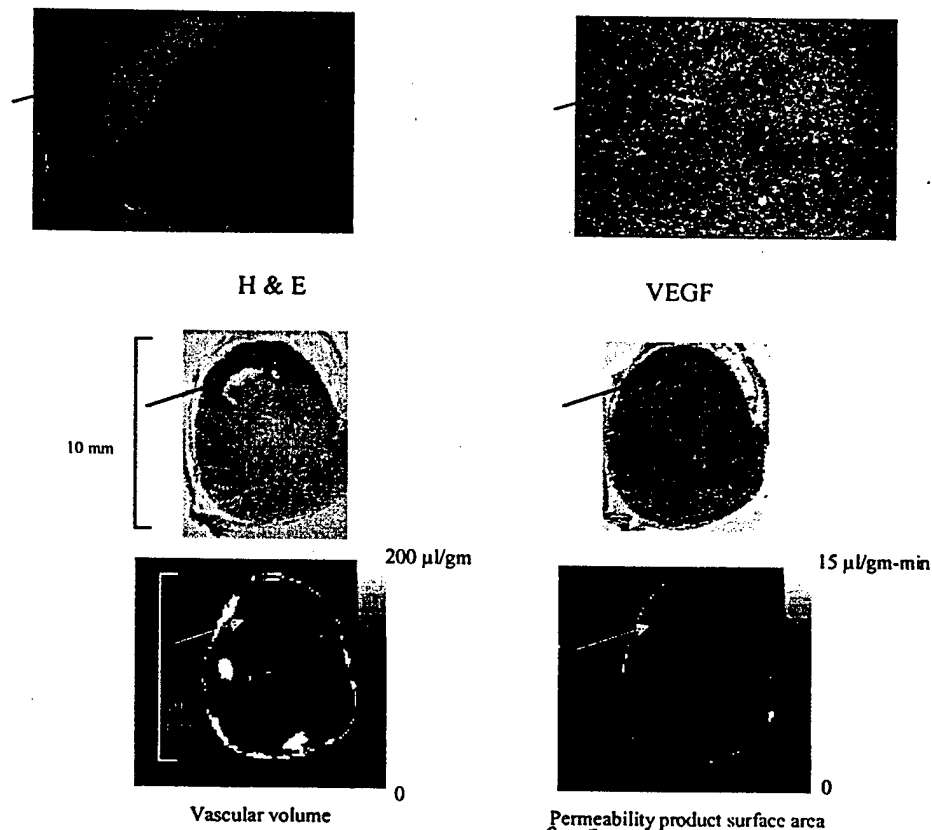 H & E
VEGF
10 mm
200 µl/gm
15 µl/gm-min
0
0
Vascular volume
Permeability product surface area